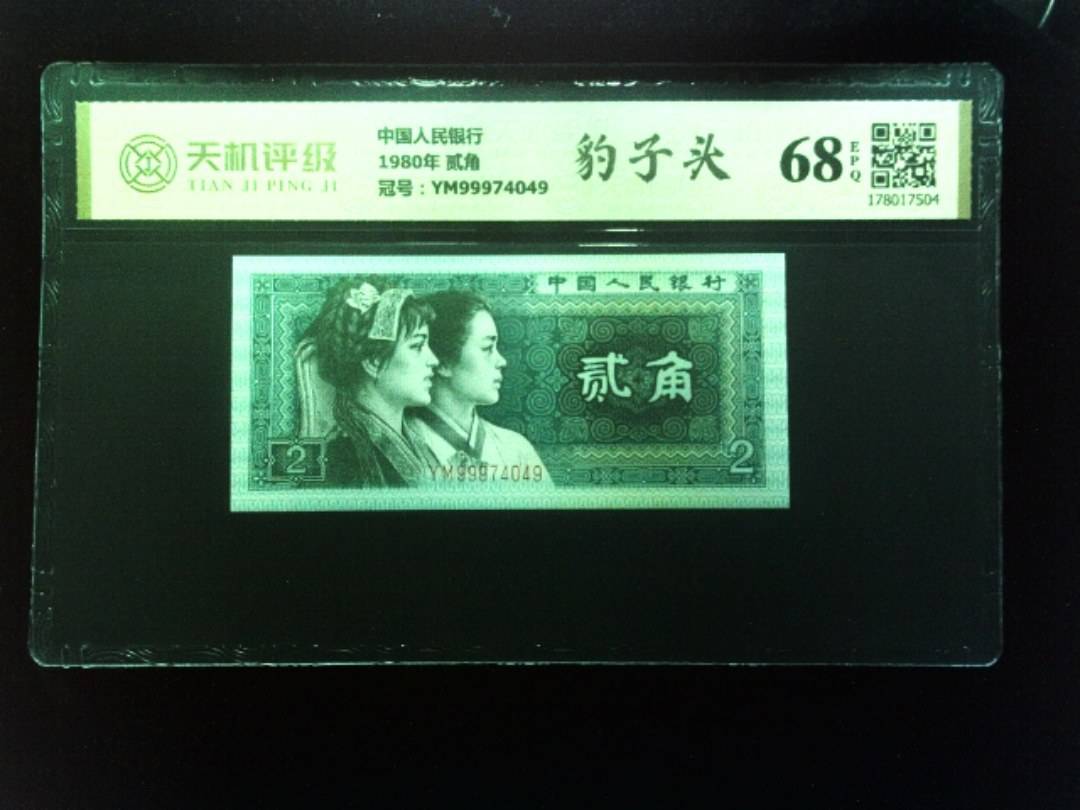 天机评级
TIAN JI PING JI
中国人民银行
1980年 贰角
冠号：YM99974049
豹子头
68
EPQ
178017504
中国人民银行
贰角
2
2
YM99974049